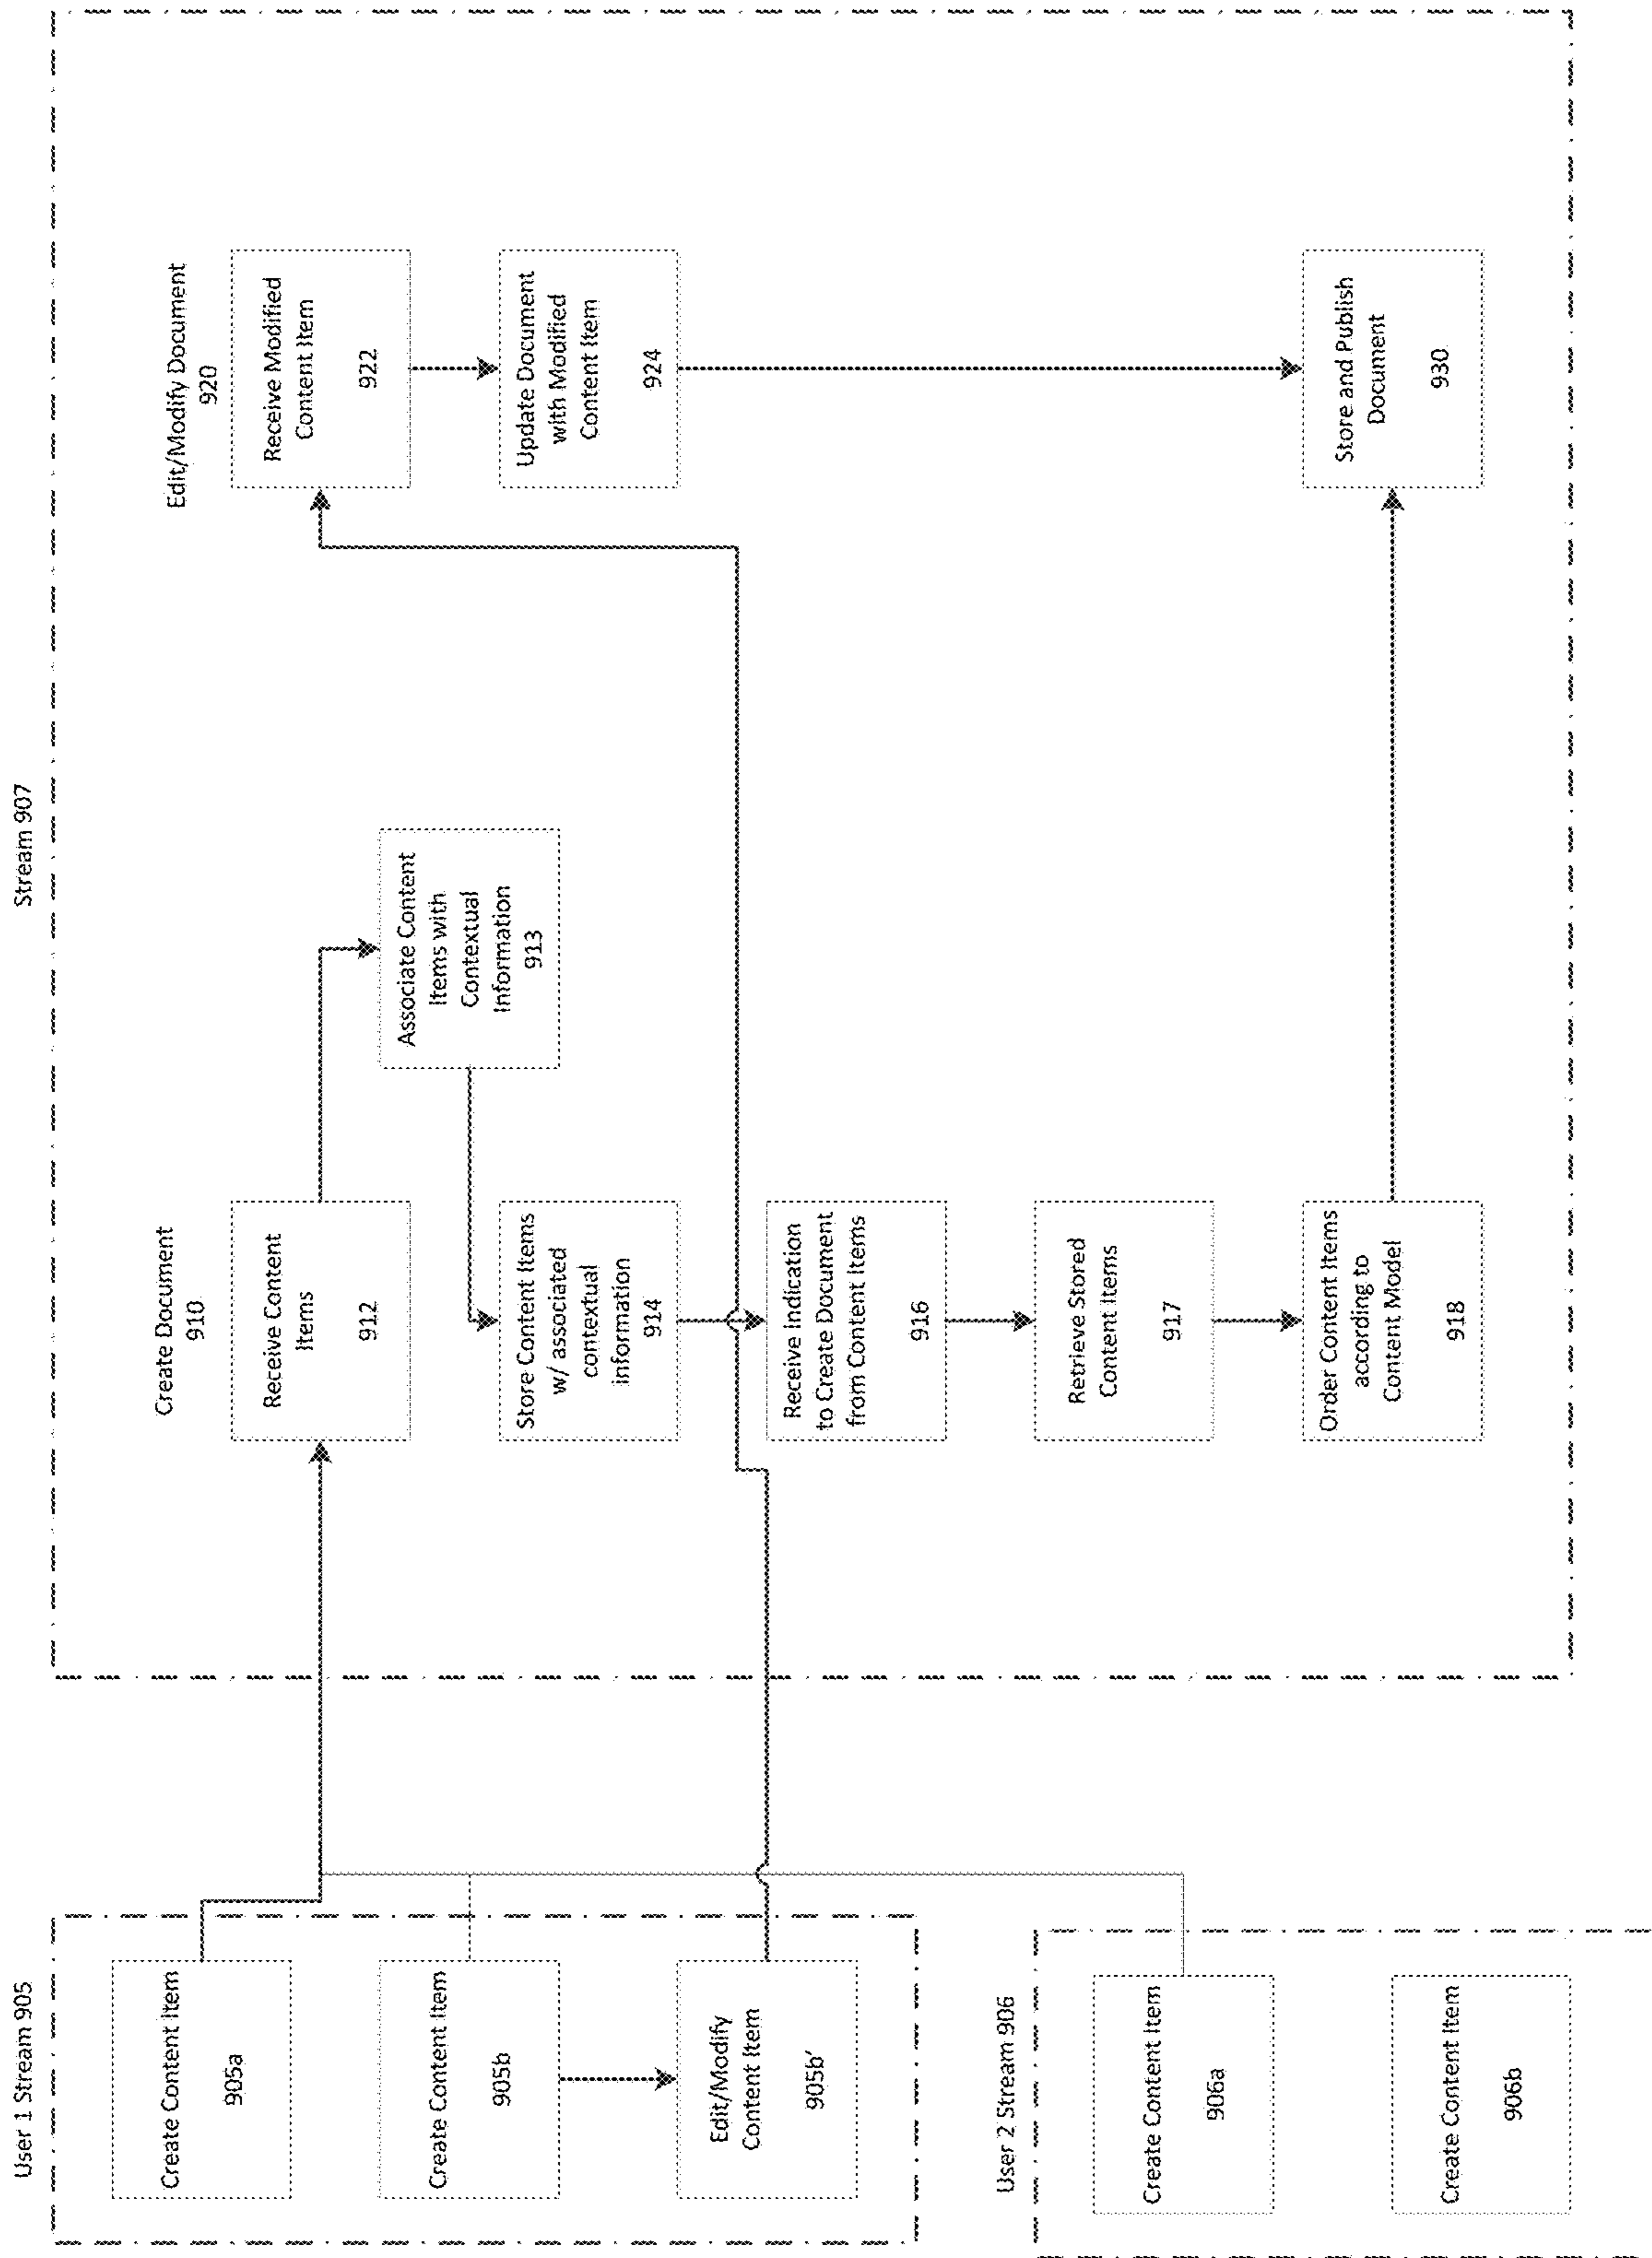 User 1 Stream 905
Create Content Item
905a
Create Content Item
905b
Edit/Modify
Content Item
905b'
User 2 Stream 906
Create Content Item
906a
Create Content Item
906b
Stream 907
Create Document
910
Receive Content
Items
912
Associate Content
Items with
Contextual
Information
913
Store Content Items
w/ associated
contextual
information
914
Receive Indication
to Create Document
from Content Items
916
Retrieve Stored
Content Items
917
Order Content Items
according to
Content Model
918
Edit/Modify Document
920
Receive Modified
Content Item
922
Update Document
with Modified
Content Item
924
Store and Publish
Document
930